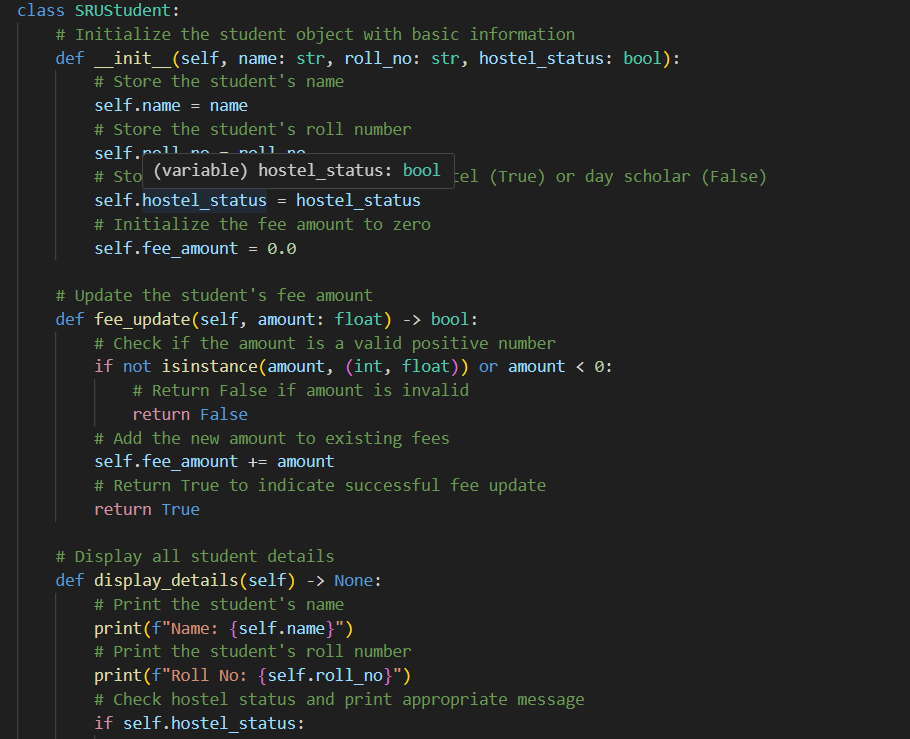 class SRUStudent:
    # Initialize the student object with basic information
    def __init__(self, name: str, roll_no: str, hostel_status: bool):
        # Store the student's name
        self.name = name
        # Store the student's roll number
        self.roll_no = roll_no
        # Sto
(variable) hostel_status: bool
tel (True) or day scholar (False)
        self.hostel_status = hostel_status
        # Initialize the fee amount to zero
        self.fee_amount = 0.0

    # Update the student's fee amount
    def fee_update(self, amount: float) -> bool:
        # Check if the amount is a valid positive number
        if not isinstance(amount, (int, float)) or amount < 0:
            # Return False if amount is invalid
            return False
        # Add the new amount to existing fees
        self.fee_amount += amount
        # Return True to indicate successful fee update
        return True

    # Display all student details
    def display_details(self) -> None:
        # Print the student's name
        print(f"Name: {self.name}")
        # Print the student's roll number
        print(f"Roll No: {self.roll_no}")
        # Check hostel status and print appropriate message
        if self.hostel_status: